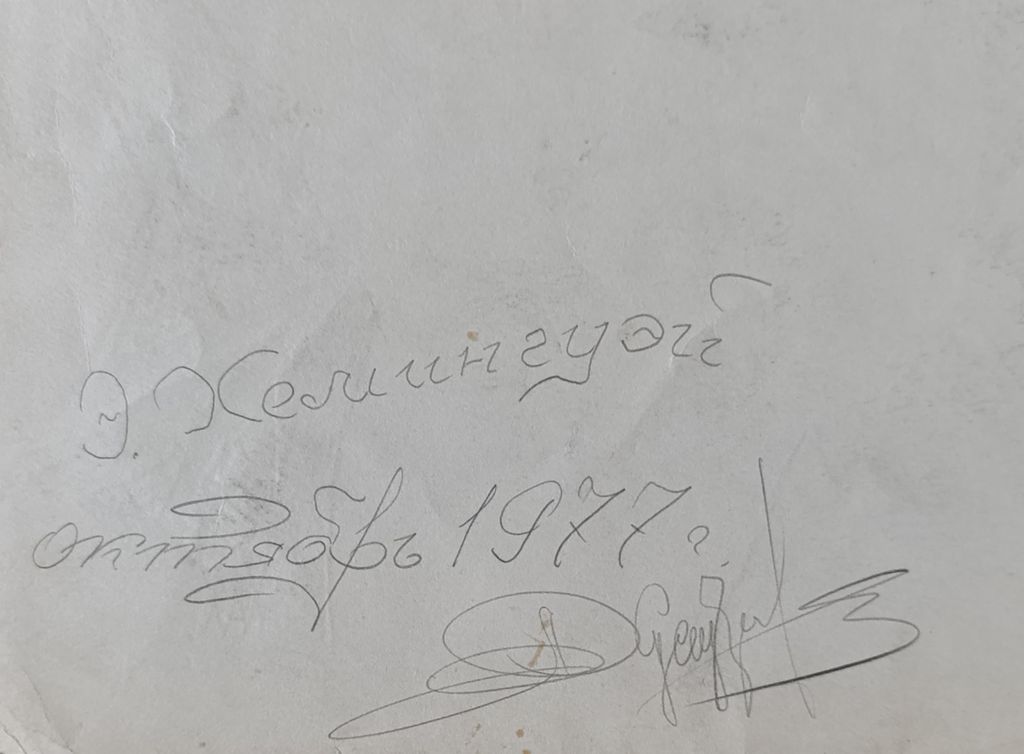 Э. Хемингуэй
октябрь 1977 г.